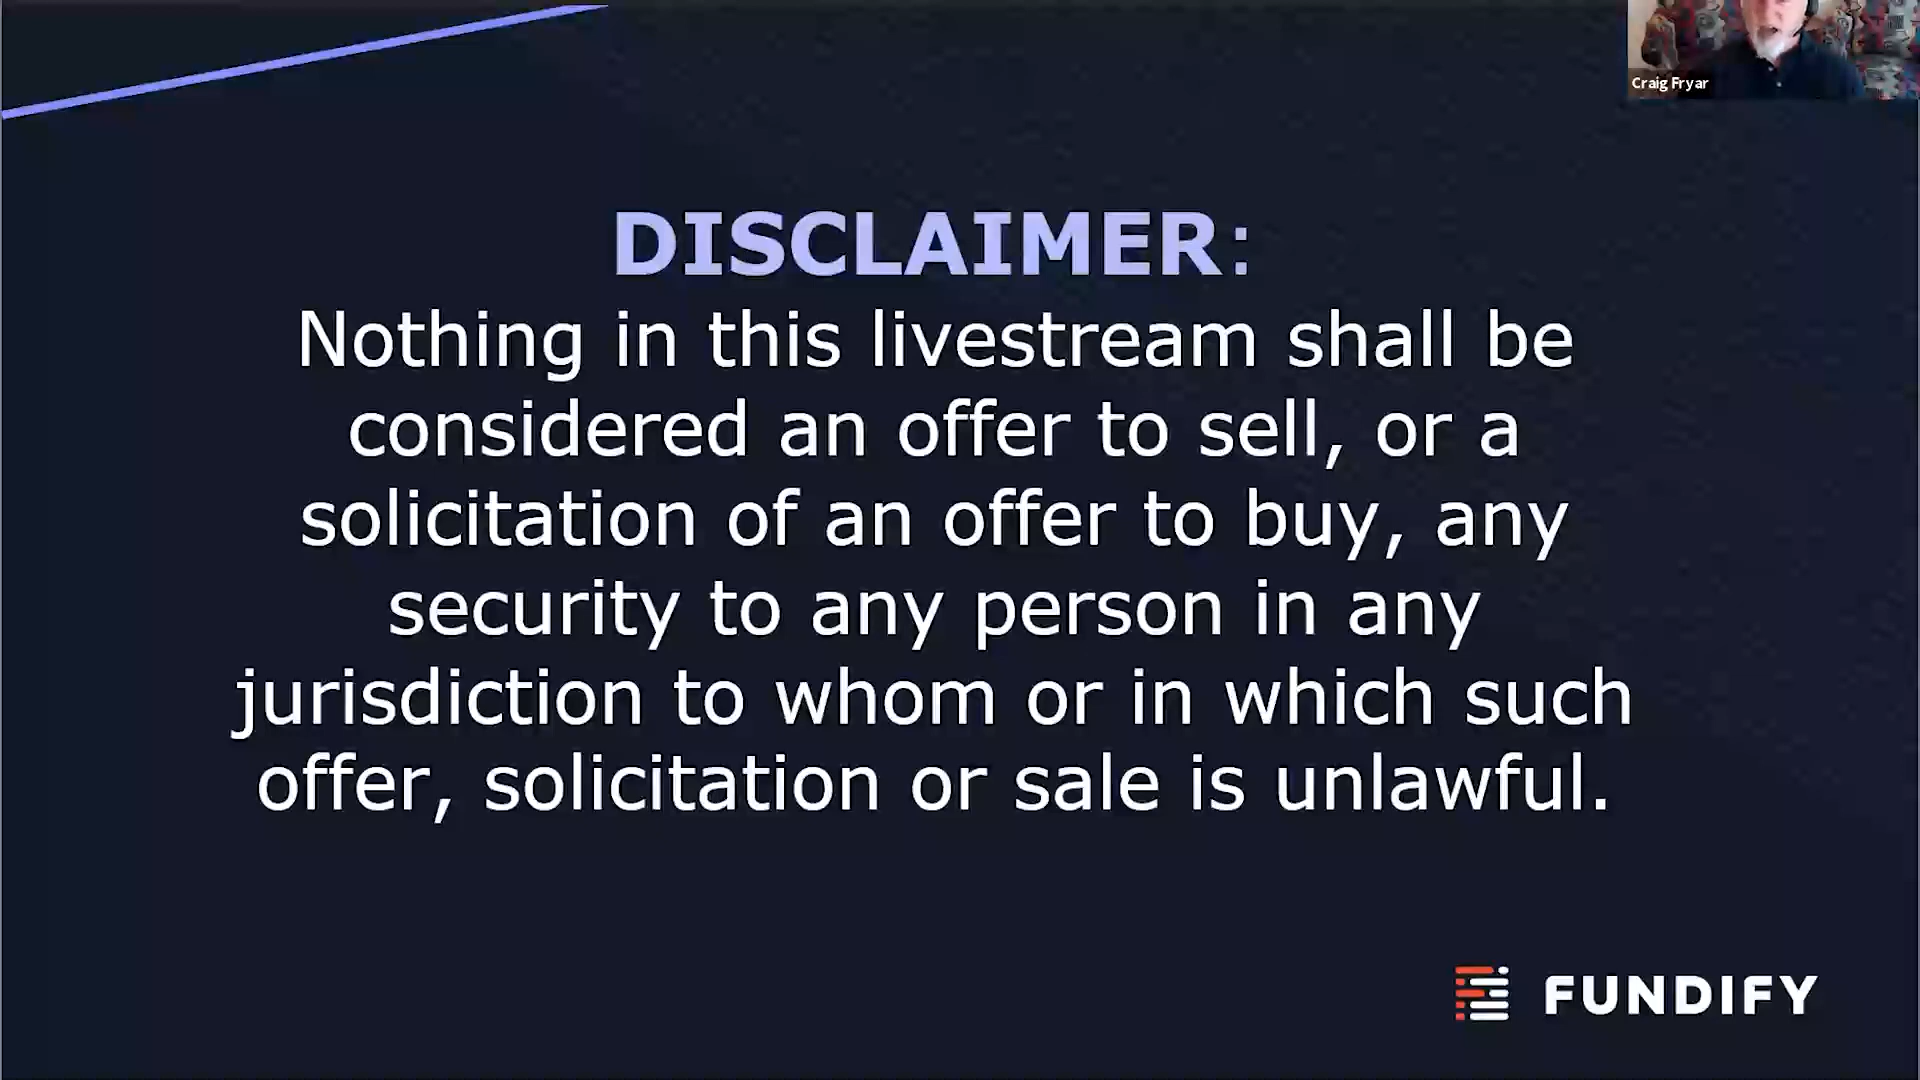 Craig Fryar
DISCLAIMER:
Nothing in this livestream shall be
considered an offer to sell, or a
solicitation of an offer to buy, any
security to any person in any
jurisdiction to whom or in which such
offer, solicitation or sale is unlawful.
FUNDIFY